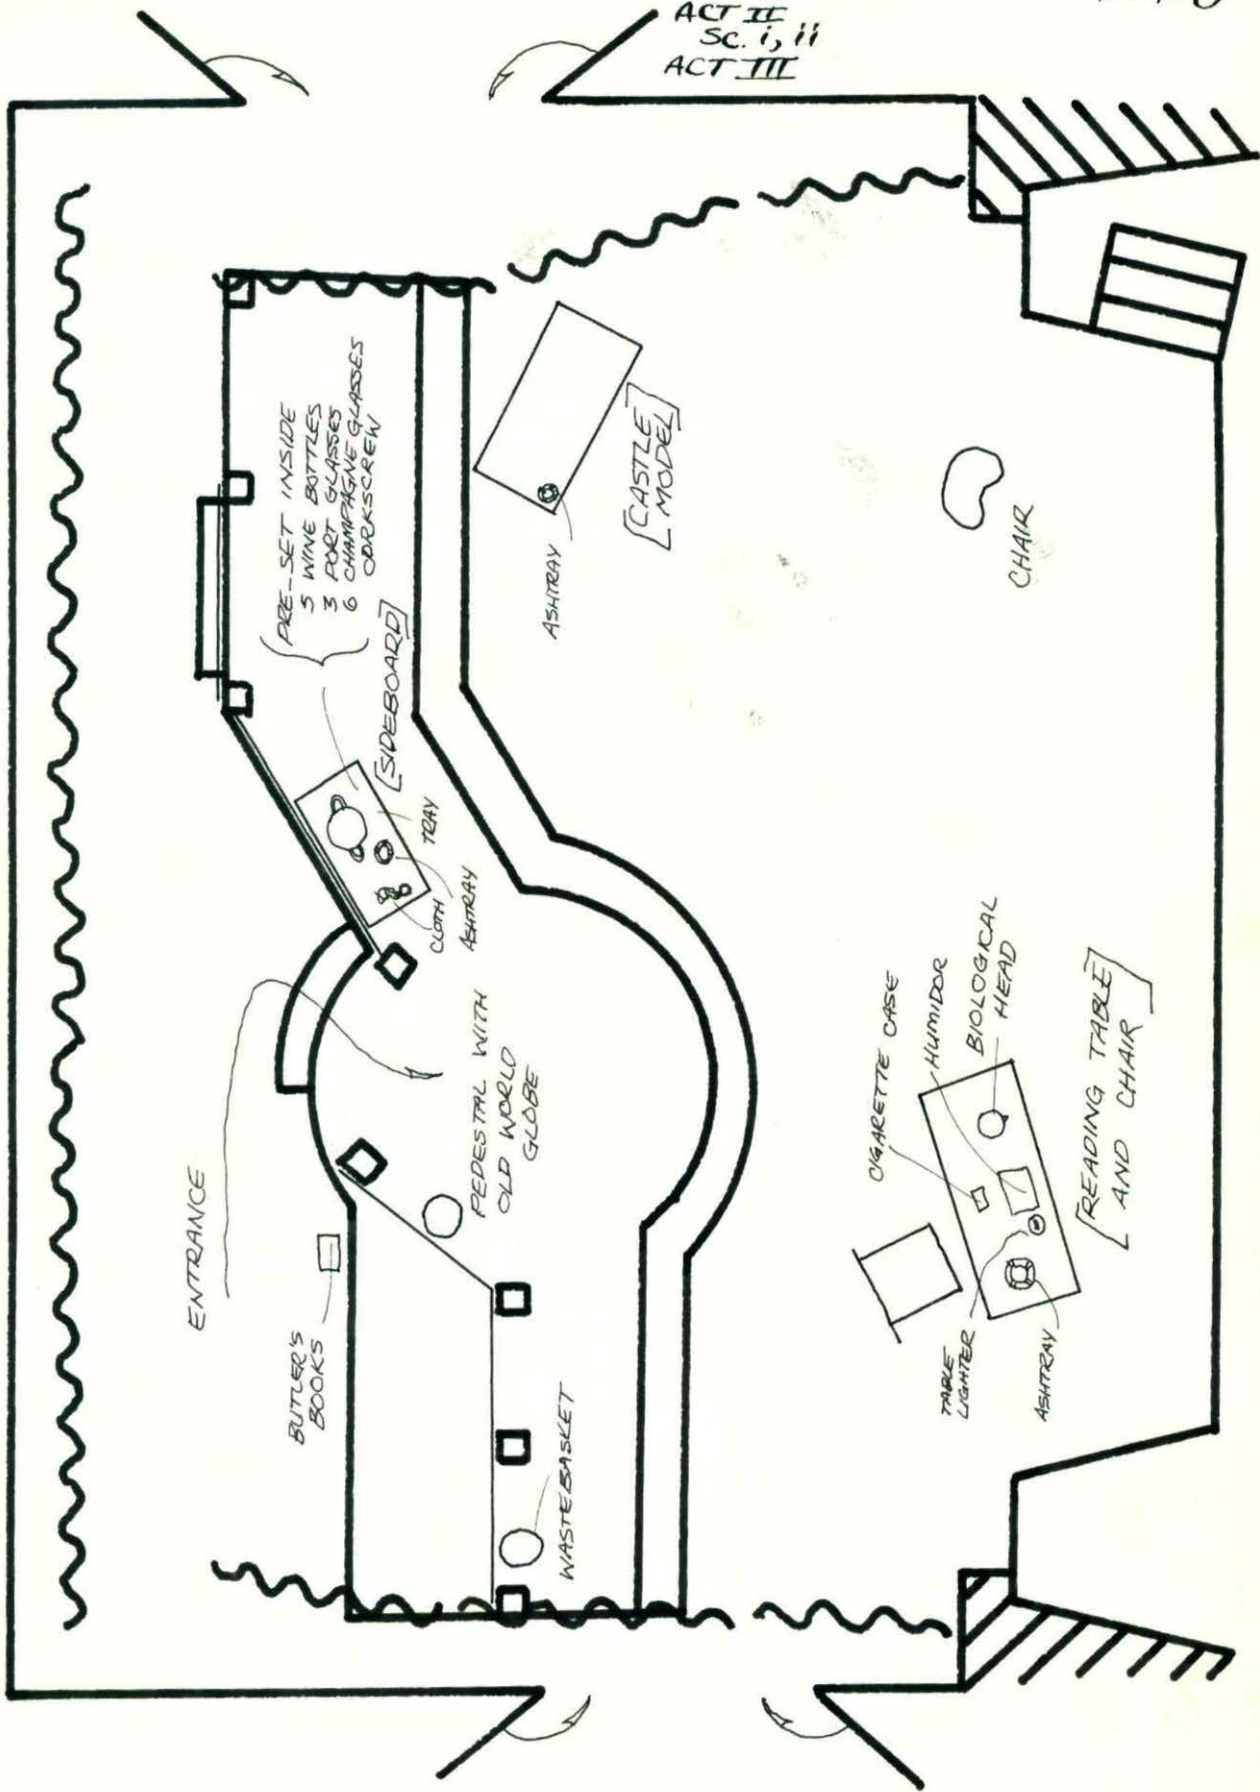 ACT II
Sc. i, ii
ACT III
PRE-SET INSIDE
5 WINE BOTTLES
3 PORT GLASSES
6 CHAMPAGNE GLASSES
CORKSCREW
[SIDEBOARD]
TRAY
ASHTRAY
CLOTH
[CASTLE
MODEL]
ASHTRAY
CHAIR
ENTRANCE
PEDESTAL WITH
OLD WORLD
GLOBE
BUTLER'S
BOOKS
WASTEBASKET
CIGARETTE CASE
HUMIDOR
BIOLOGICAL
HEAD
[READING TABLE
AND CHAIR]
TABLE
LIGHTER
ASHTRAY